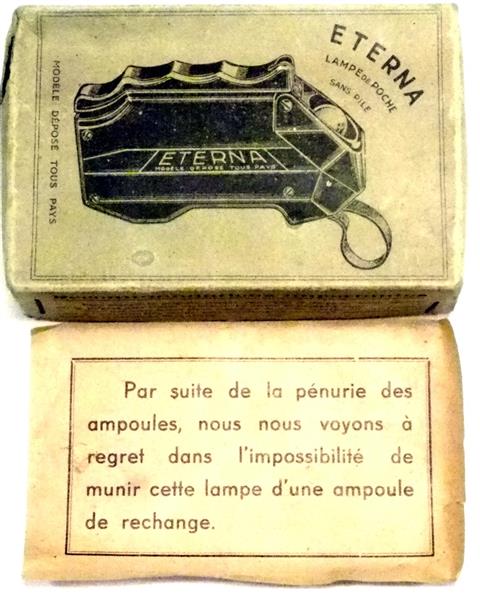 ETERNA
LAMPE DE POCHE
SANS PILE
MODELE DEPOSE TOUS PAYS
ETERNA
MODELE DEPOSE TOUS PAYS
Par suite de la pénurie des
ampoules, nous nous voyons à
regret dans l'impossibilité de
munir cette lampe d'une ampoule
de rechange.